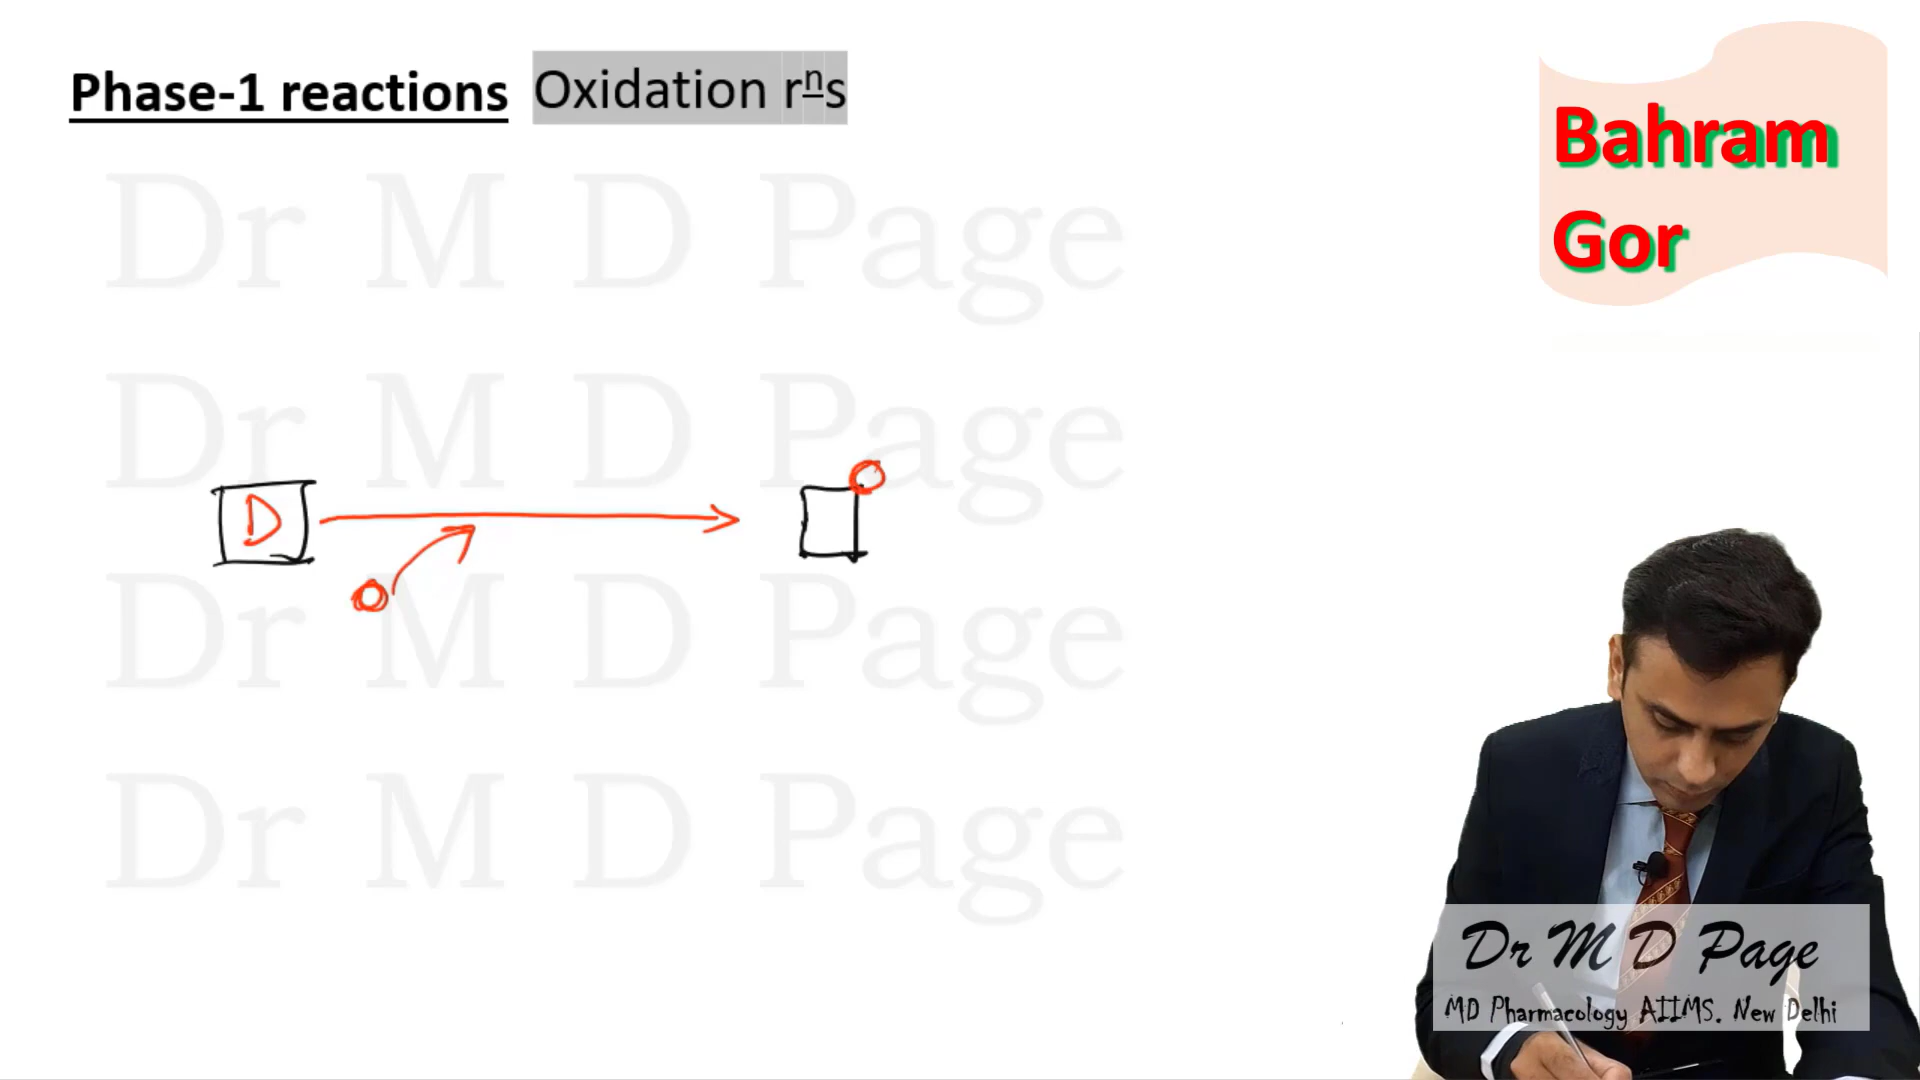 Phase-1 reactions Oxidation rⁿs
Bahram
Gor
Dr M D Page
Dr M D Page
D
O
O
Dr M D Page
Dr M D Page
Dr M D Page
MD Pharmacology AIIMS. New Delhi